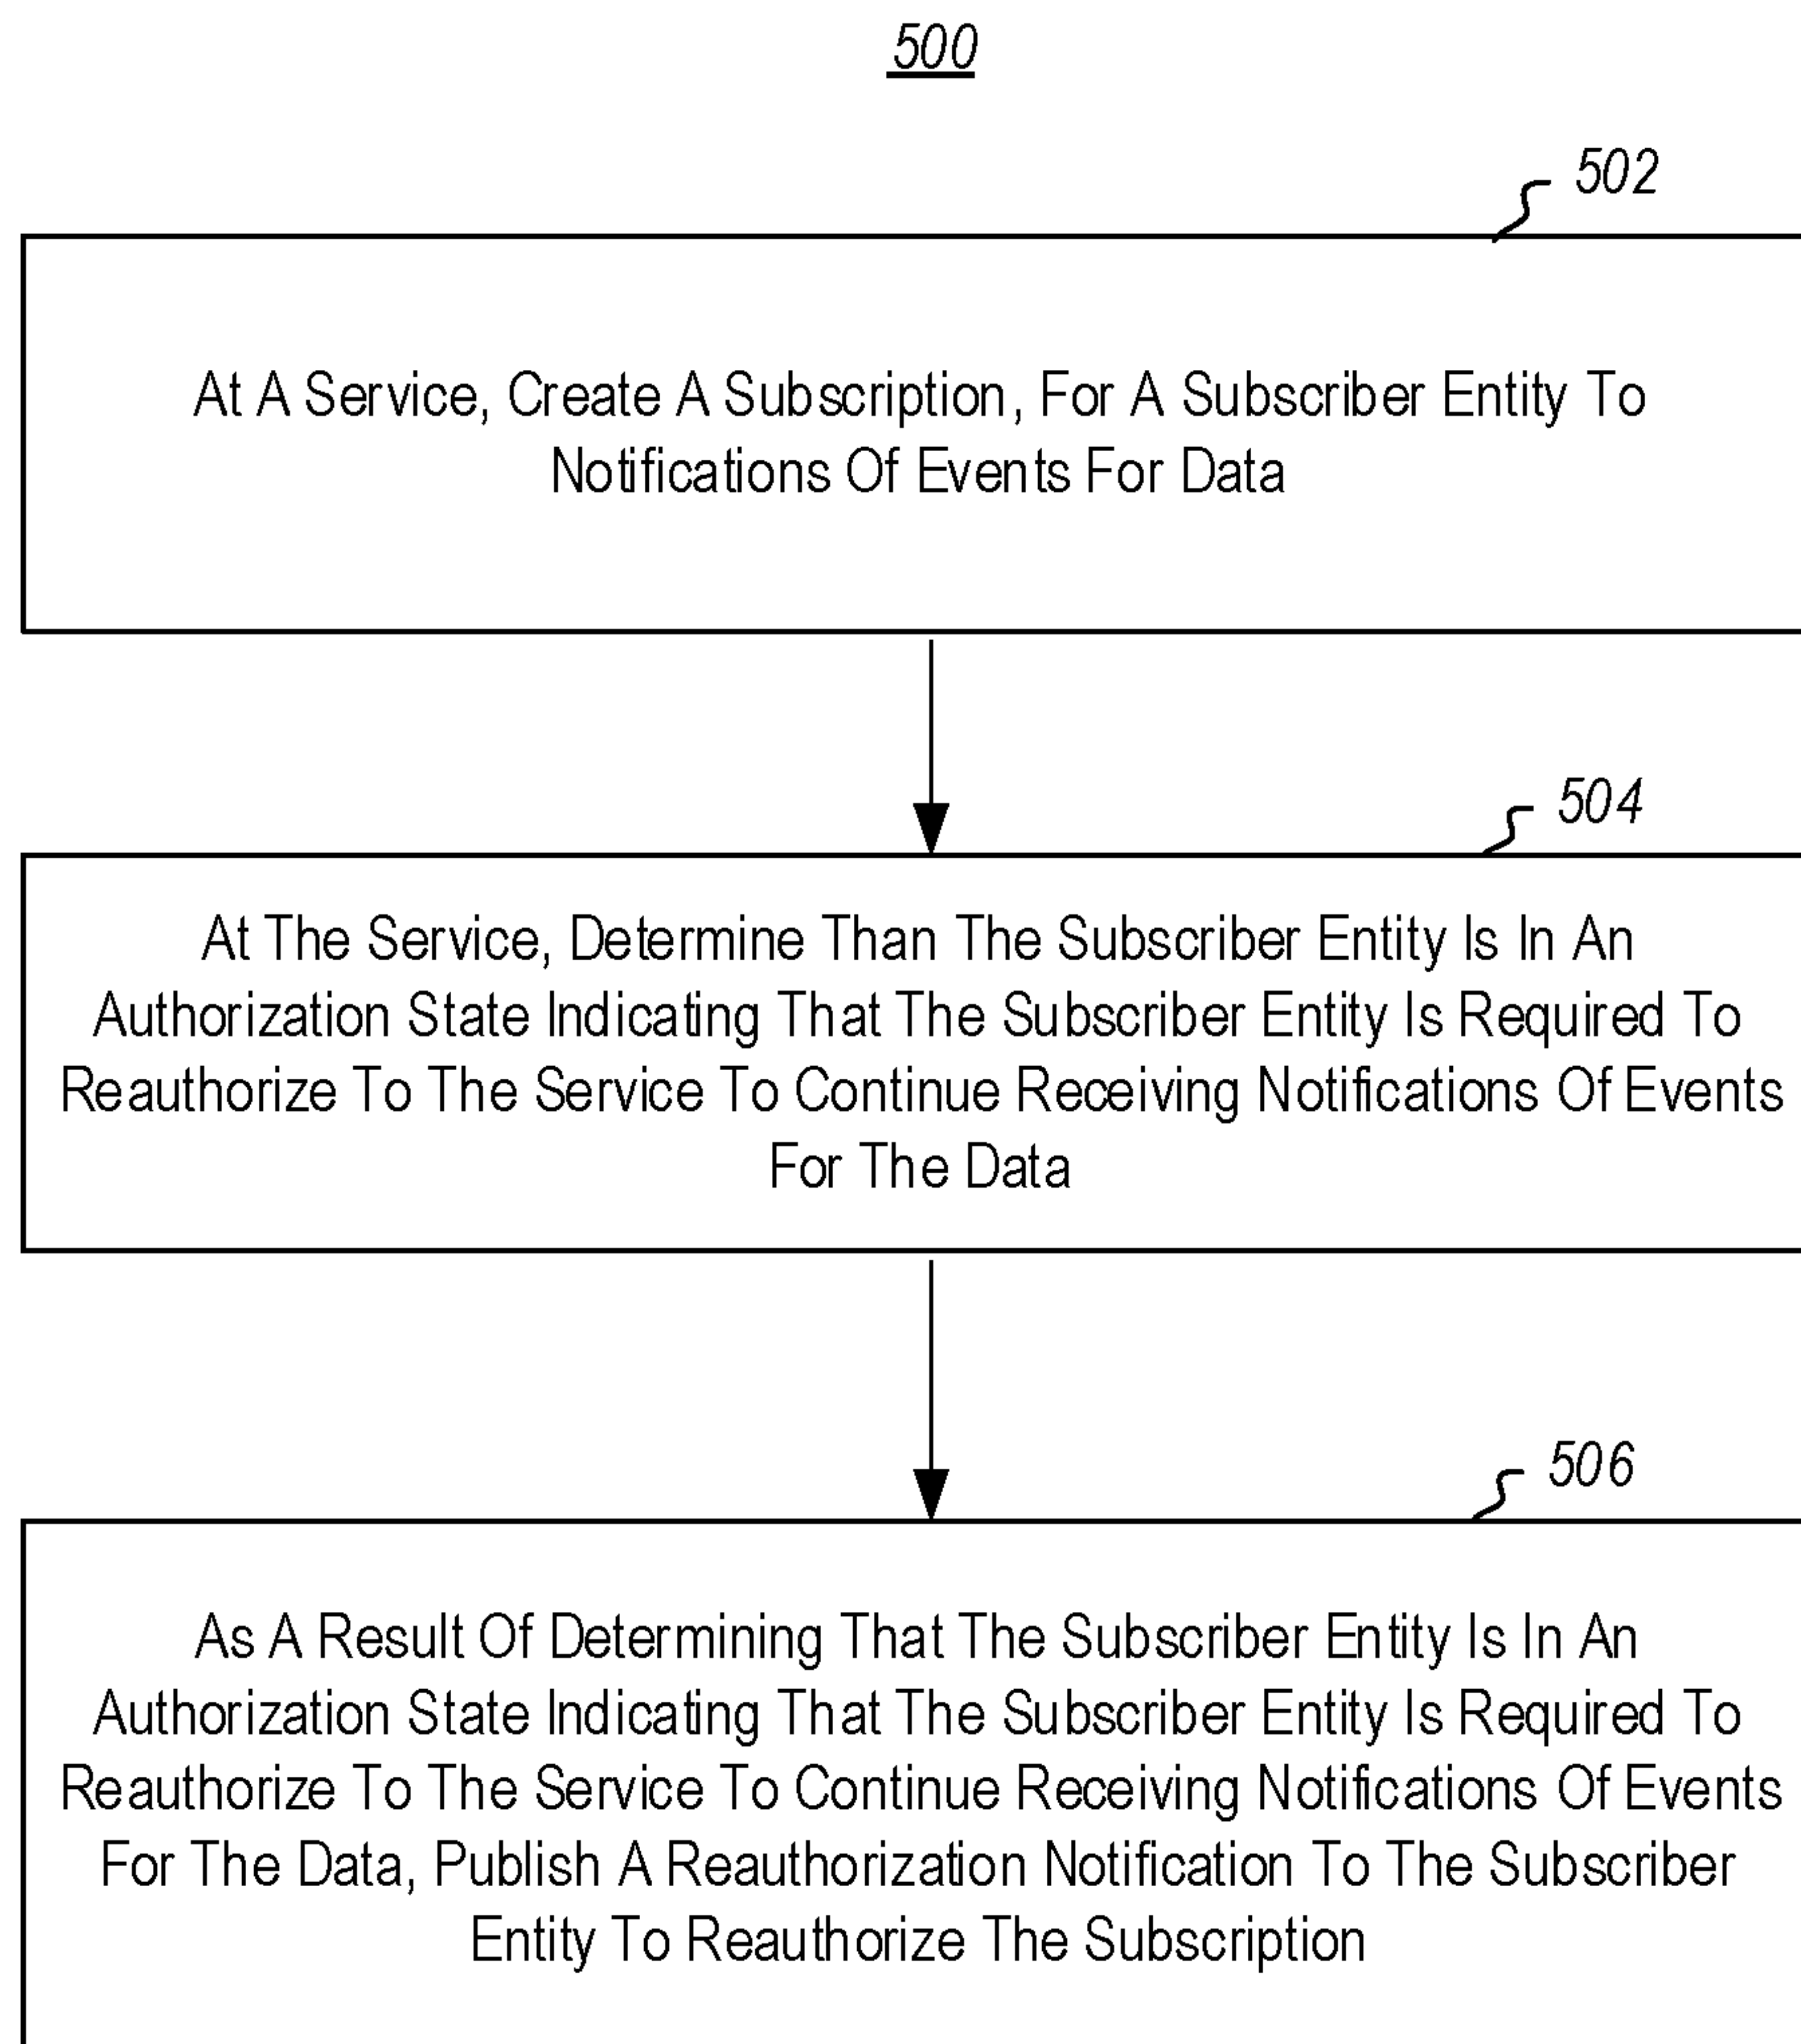 500
502
At A Service, Create A Subscription, For A Subscriber Entity To
Notifications Of Events For Data
504
At The Service, Determine Than The Subscriber Entity Is In An
Authorization State Indicating That The Subscriber Entity Is Required To
Reauthorize To The Service To Continue Receiving Notifications Of Events
For The Data
506
As A Result Of Determining That The Subscriber Entity Is In An
Authorization State Indicating That The Subscriber Entity Is Required To
Reauthorize To The Service To Continue Receiving Notifications Of Events
For The Data, Publish A Reauthorization Notification To The Subscriber
Entity To Reauthorize The Subscription